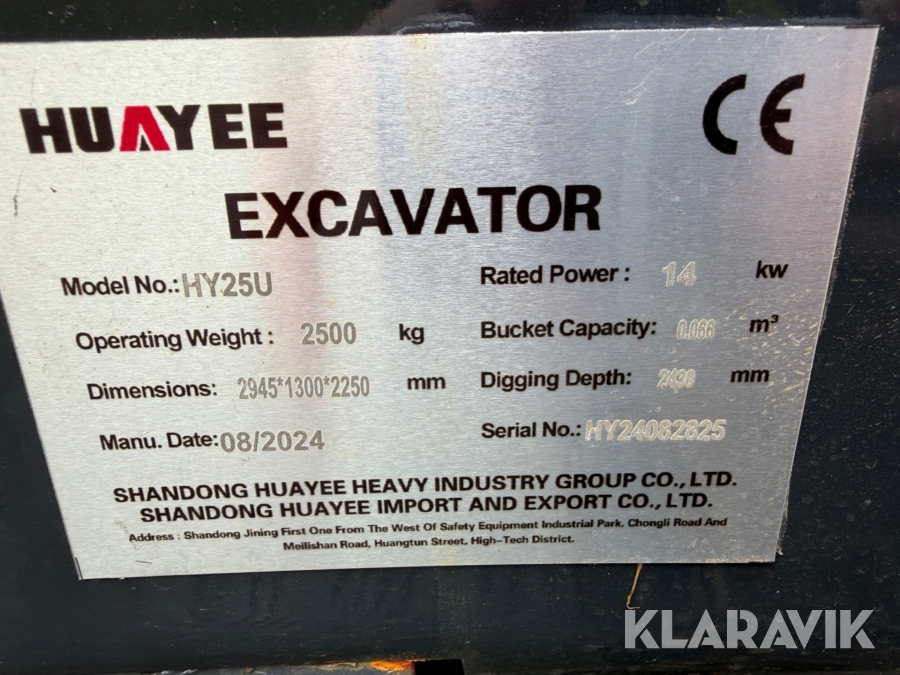 HUAYEE
CE
EXCAVATOR
Model No.: HY25U
Rated Power : 14 kw
Operating Weight : 2500 kg
Bucket Capacity: 0.066 m³
Dimensions: 2945*1300*2250 mm
Digging Depth: mm
Manu. Date: 08/2024
Serial No.: HY24082825
SHANDONG HUAYEE HEAVY INDUSTRY GROUP CO., LTD.
SHANDONG HUAYEE IMPORT AND EXPORT CO., LTD.
Address : Shandong Jining First One From The West Of Safety Equipment Industrial Park, Chongli Road And
Meilishan Road, Huangtun Street, High-Tech District.
KLARAVIK